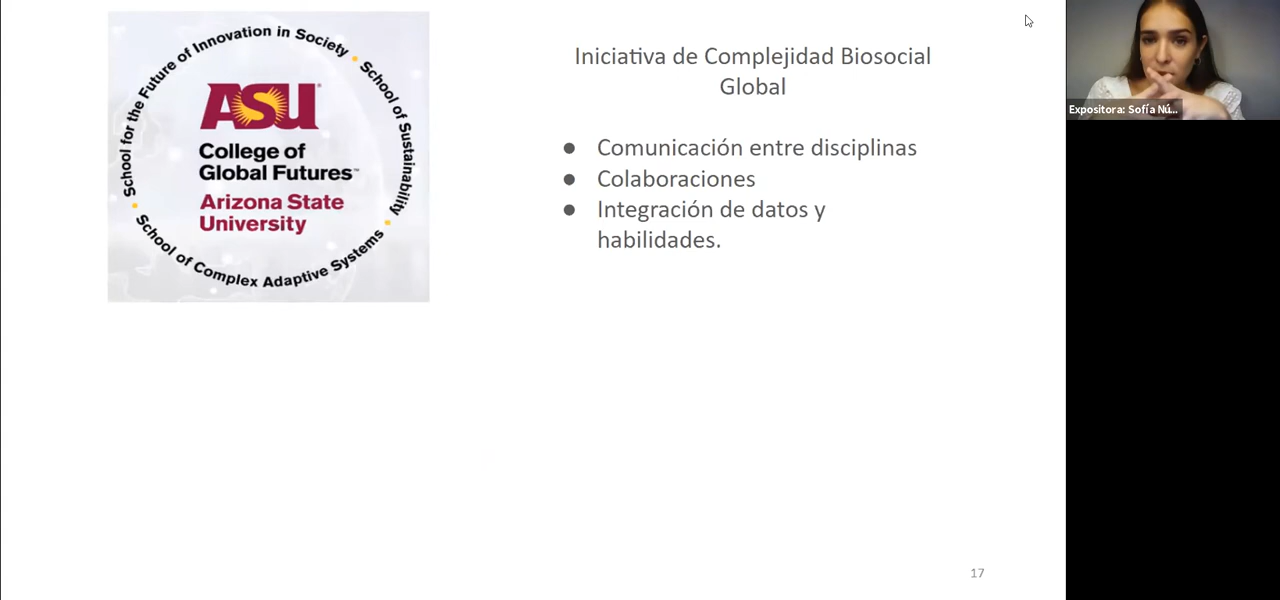 School for the Future of Innovation in Society
School of Sustainability
School of Complex Adaptive Systems
ASU
College of
Global Futures™
Arizona State
University
Iniciativa de Complejidad Biosocial
Global
● Comunicación entre disciplinas
● Colaboraciones
● Integración de datos y
habilidades.
Expositora: Sofía Nú...
17